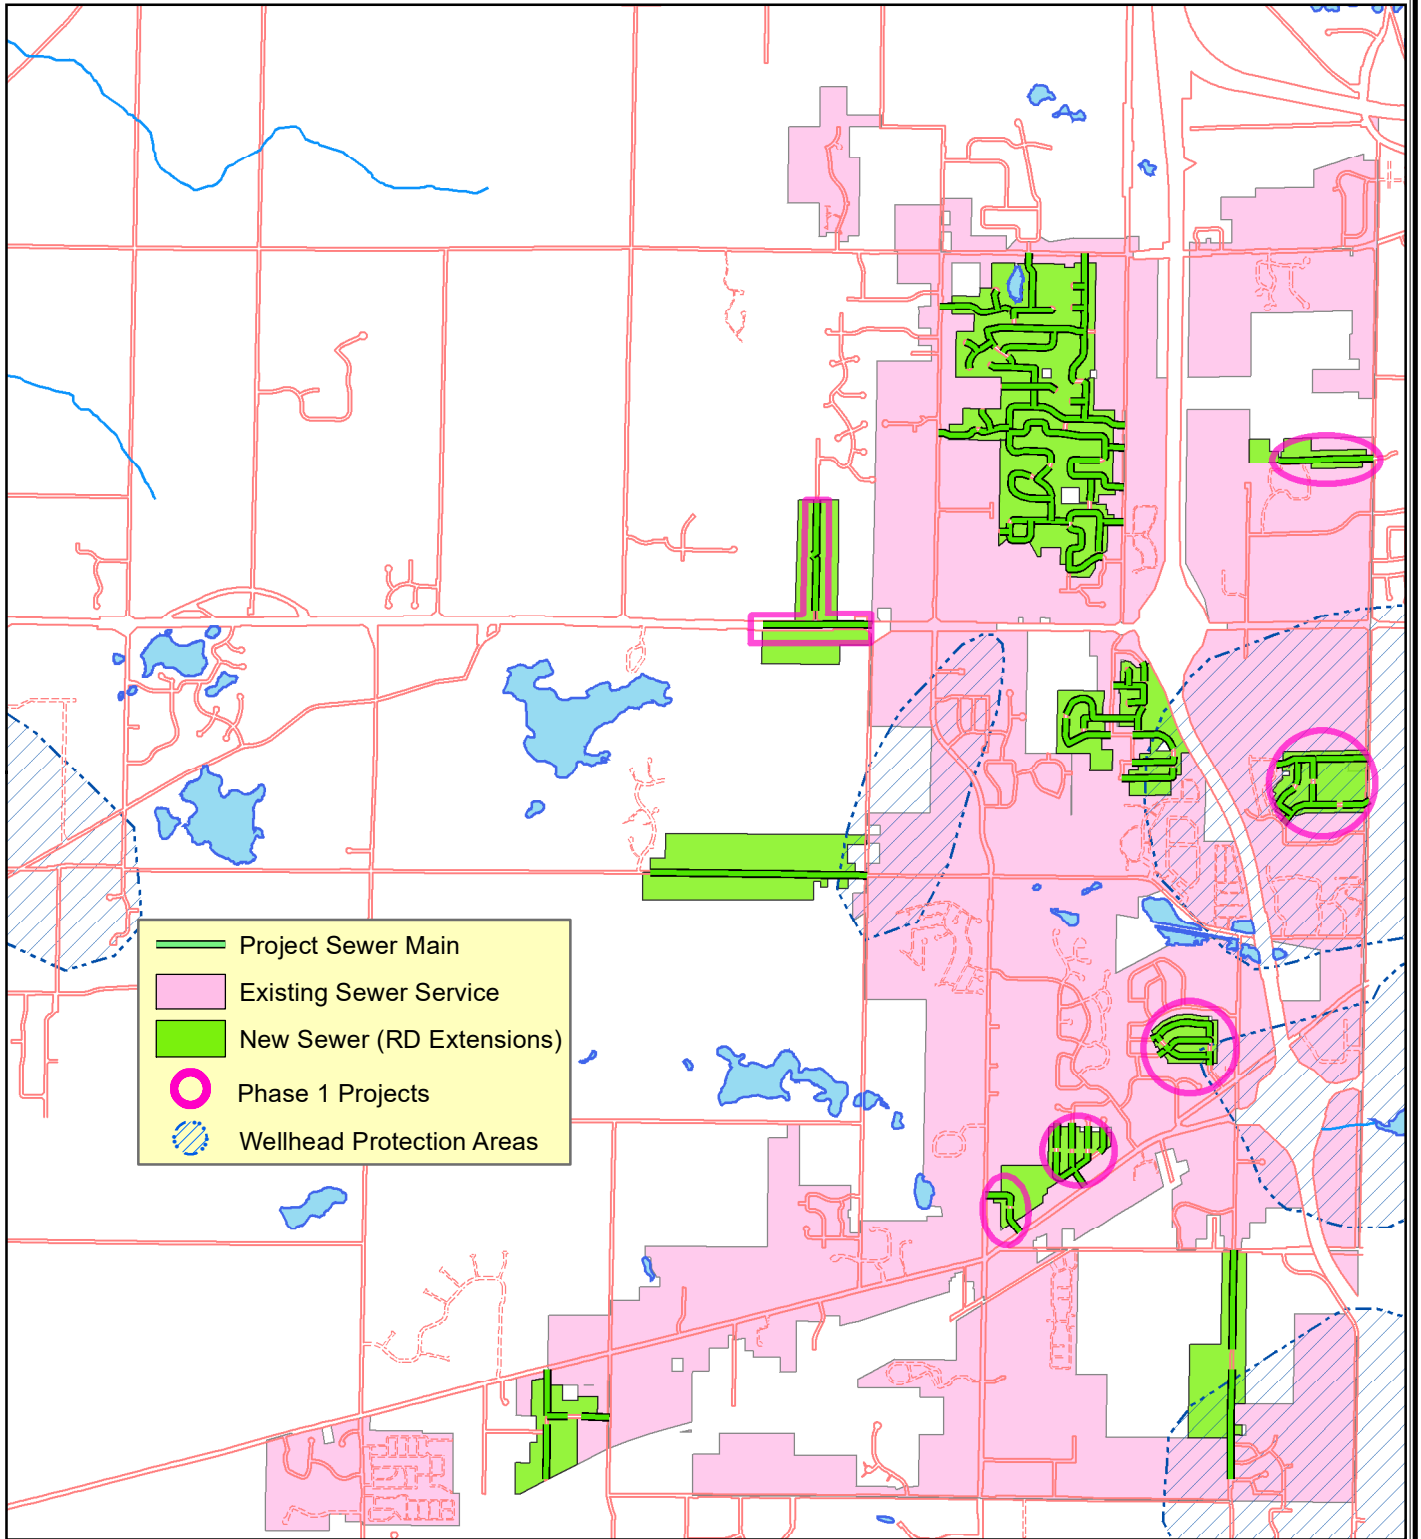 Project Sewer Main
Existing Sewer Service
New Sewer (RD Extensions)
Phase 1 Projects
Wellhead Protection Areas